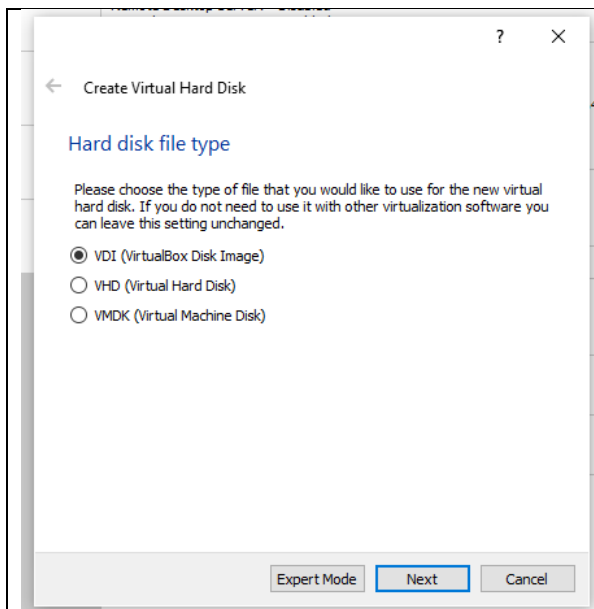 ?
Create Virtual Hard Disk
Hard disk file type
Please choose the type of file that you would like to use for the new virtual
hard disk. If you do not need to use it with other virtualization software you
can leave this setting unchanged.
VDI (VirtualBox Disk Image)
VHD (Virtual Hard Disk)
VMDK (Virtual Machine Disk)
Expert Mode Next Cancel